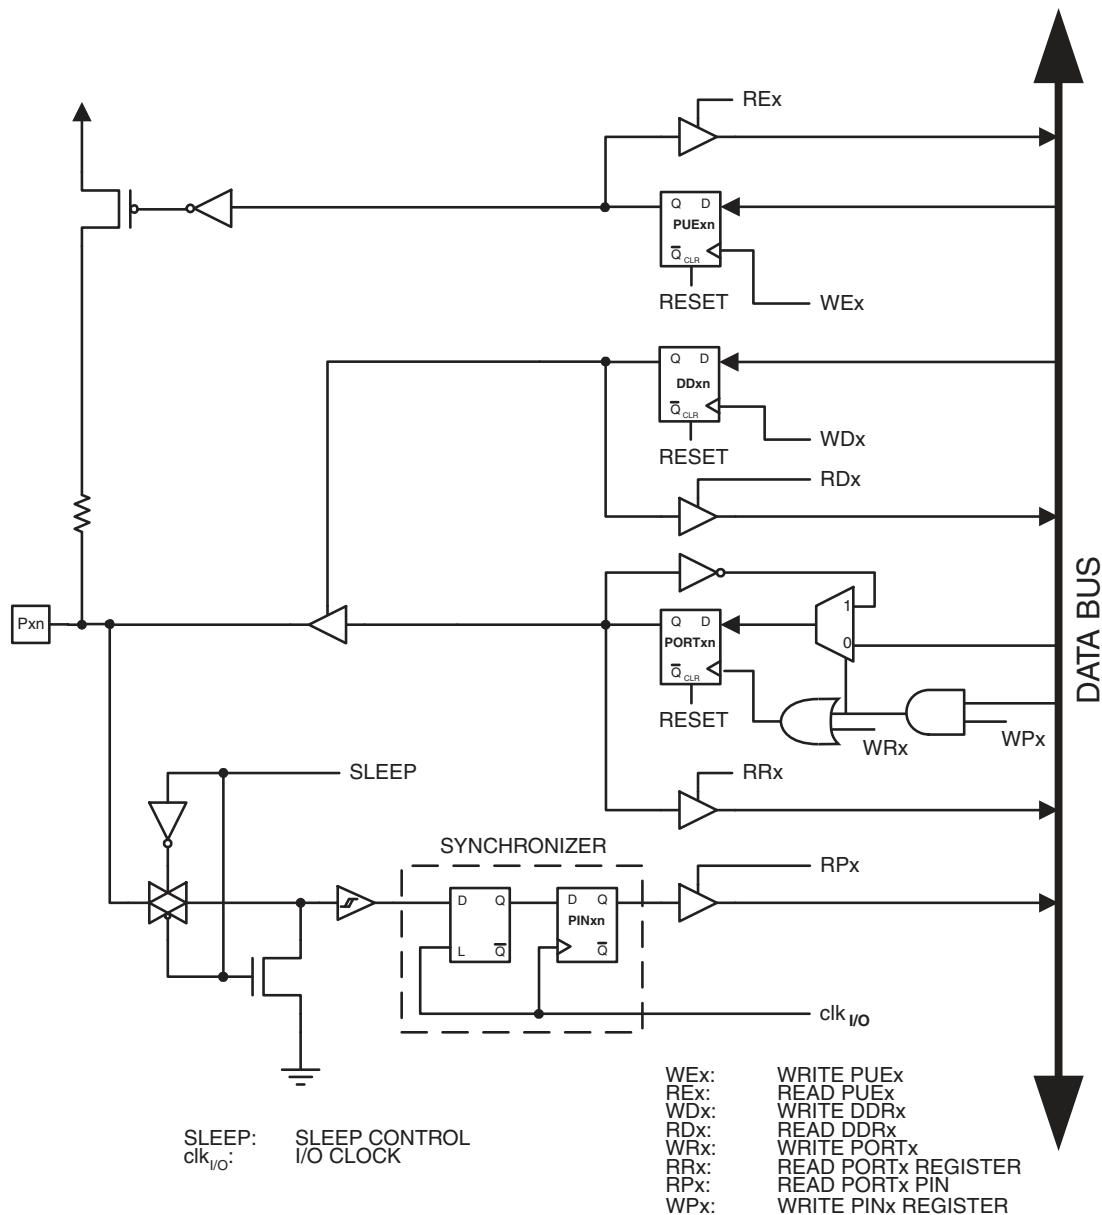 REx
Q D
PUExn
Q CLR
RESET
WEx
Q D
DDxn
Q CLR
RESET
WDx
RDx
Pxn
1
Q D
PORTxn
0
Q CLR
RESET
WRx
WPx
DATA BUS
SLEEP
RRx
SYNCHRONIZER
RPx
D Q
D Q
PINxn
L Q
Q
clk I/O
WEx: WRITE PUEx
REx: READ PUEx
WDx: WRITE DDRx
RDx: READ DDRx
WRx: WRITE PORTx
RRx: READ PORTx REGISTER
RPx: READ PORTx PIN
WPx: WRITE PINx REGISTER
SLEEP: SLEEP CONTROL
clkI/O: I/O CLOCK